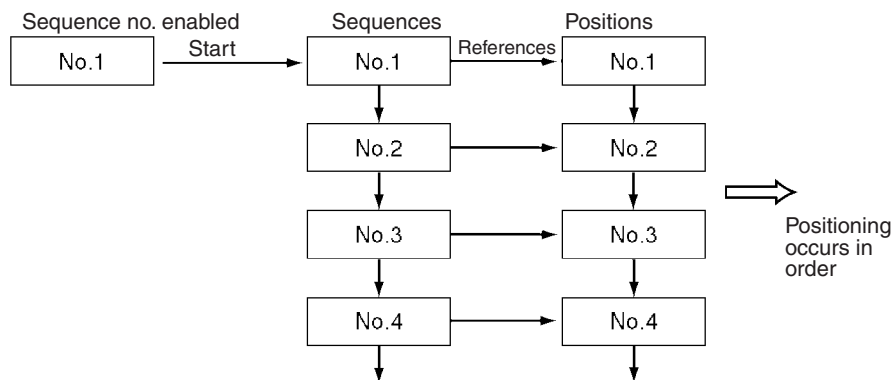 Sequence no. enabled
Sequences
Positions
Start
References
No.1
No.1
No.1
No.2
No.2
No.3
No.3
No.4
No.4
Positioning
occurs in
order